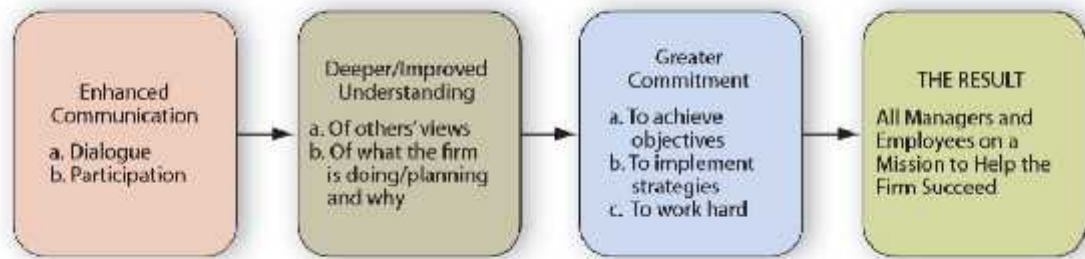 Enhanced
Communication
a. Dialogue
b. Participation
Deeper/Improved
Understanding
a. Of others' views
b. Of what the firm
is doing/planning
and why
Greater
Commitment
a. To achieve
objectives
b. To implement
strategies
c. To work hard
THE RESULT
All Managers and
Employees on a
Mission to Help the
Firm Succeed